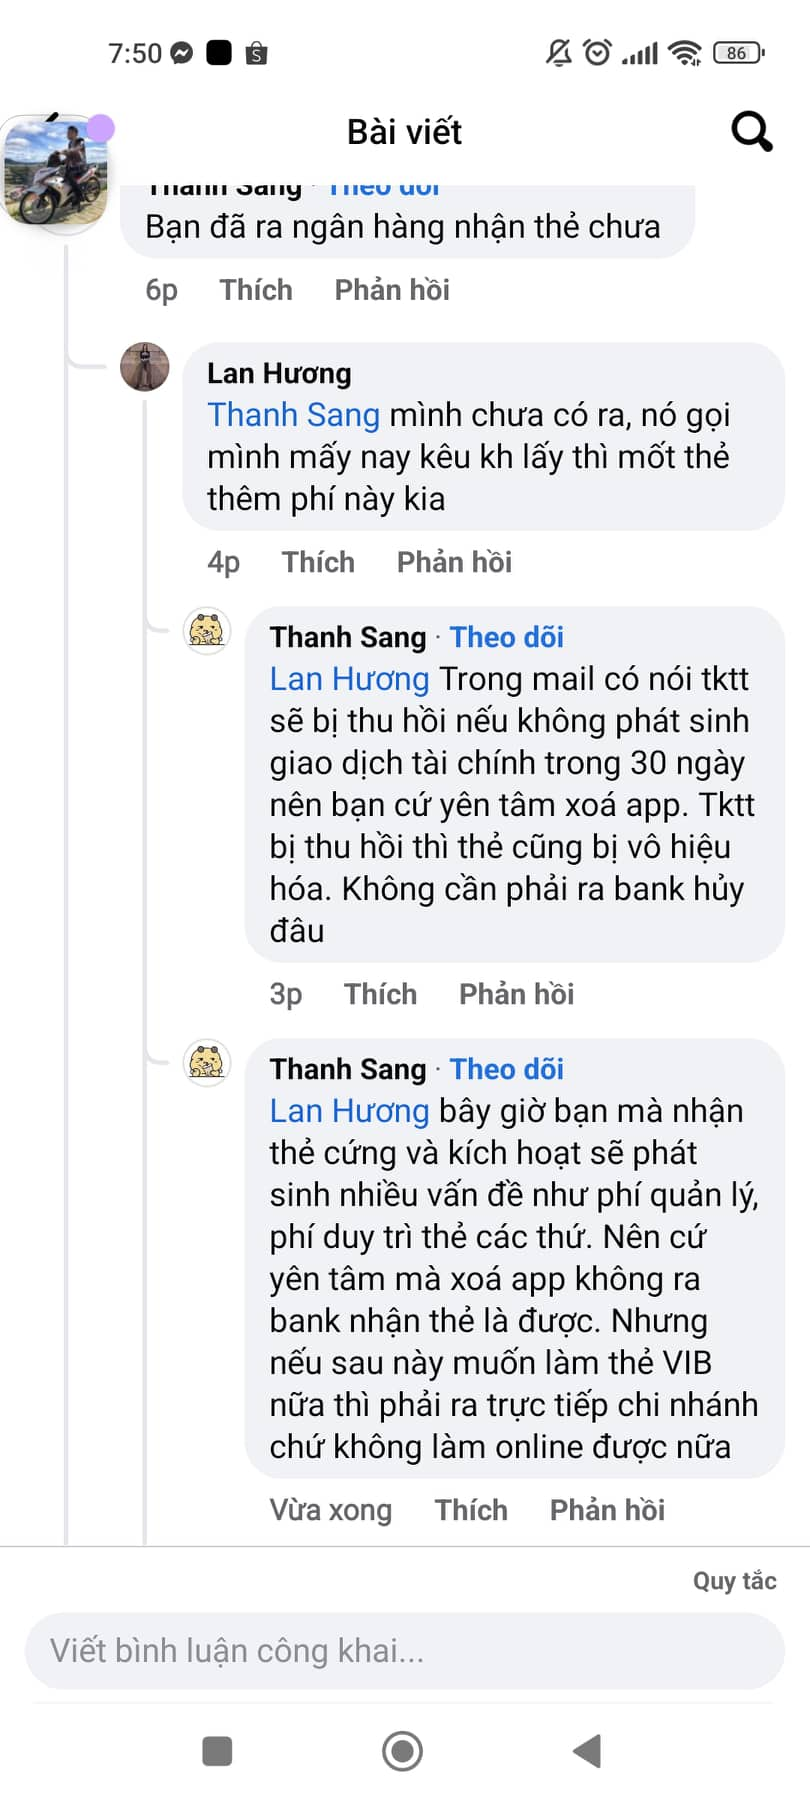 7:50
86
Bài viết
Thanh Sang · Theo dõi
Bạn đã ra ngân hàng nhận thẻ chưa
6p Thích Phản hồi
Lan Hương
Thanh Sang mình chưa có ra, nó gọi
mình mấy nay kêu kh lấy thì mốt thẻ
thêm phí này kia
4p Thích Phản hồi
Thanh Sang · Theo dõi
Lan Hương Trong mail có nói tktt
sẽ bị thu hồi nếu không phát sinh
giao dịch tài chính trong 30 ngày
nên bạn cứ yên tâm xoá app. Tktt
bị thu hồi thì thẻ cũng bị vô hiệu
hóa. Không cần phải ra bank hủy
đâu
3p Thích Phản hồi
Thanh Sang · Theo dõi
Lan Hương bây giờ bạn mà nhận
thẻ cứng và kích hoạt sẽ phát
sinh nhiều vấn đề như phí quản lý,
phí duy trì thẻ các thứ. Nên cứ
yên tâm mà xoá app không ra
bank nhận thẻ là được. Nhưng
nếu sau này muốn làm thẻ VIB
nữa thì phải ra trực tiếp chi nhánh
chứ không làm online được nữa
Vừa xong Thích Phản hồi
Quy tắc
Viết bình luận công khai...